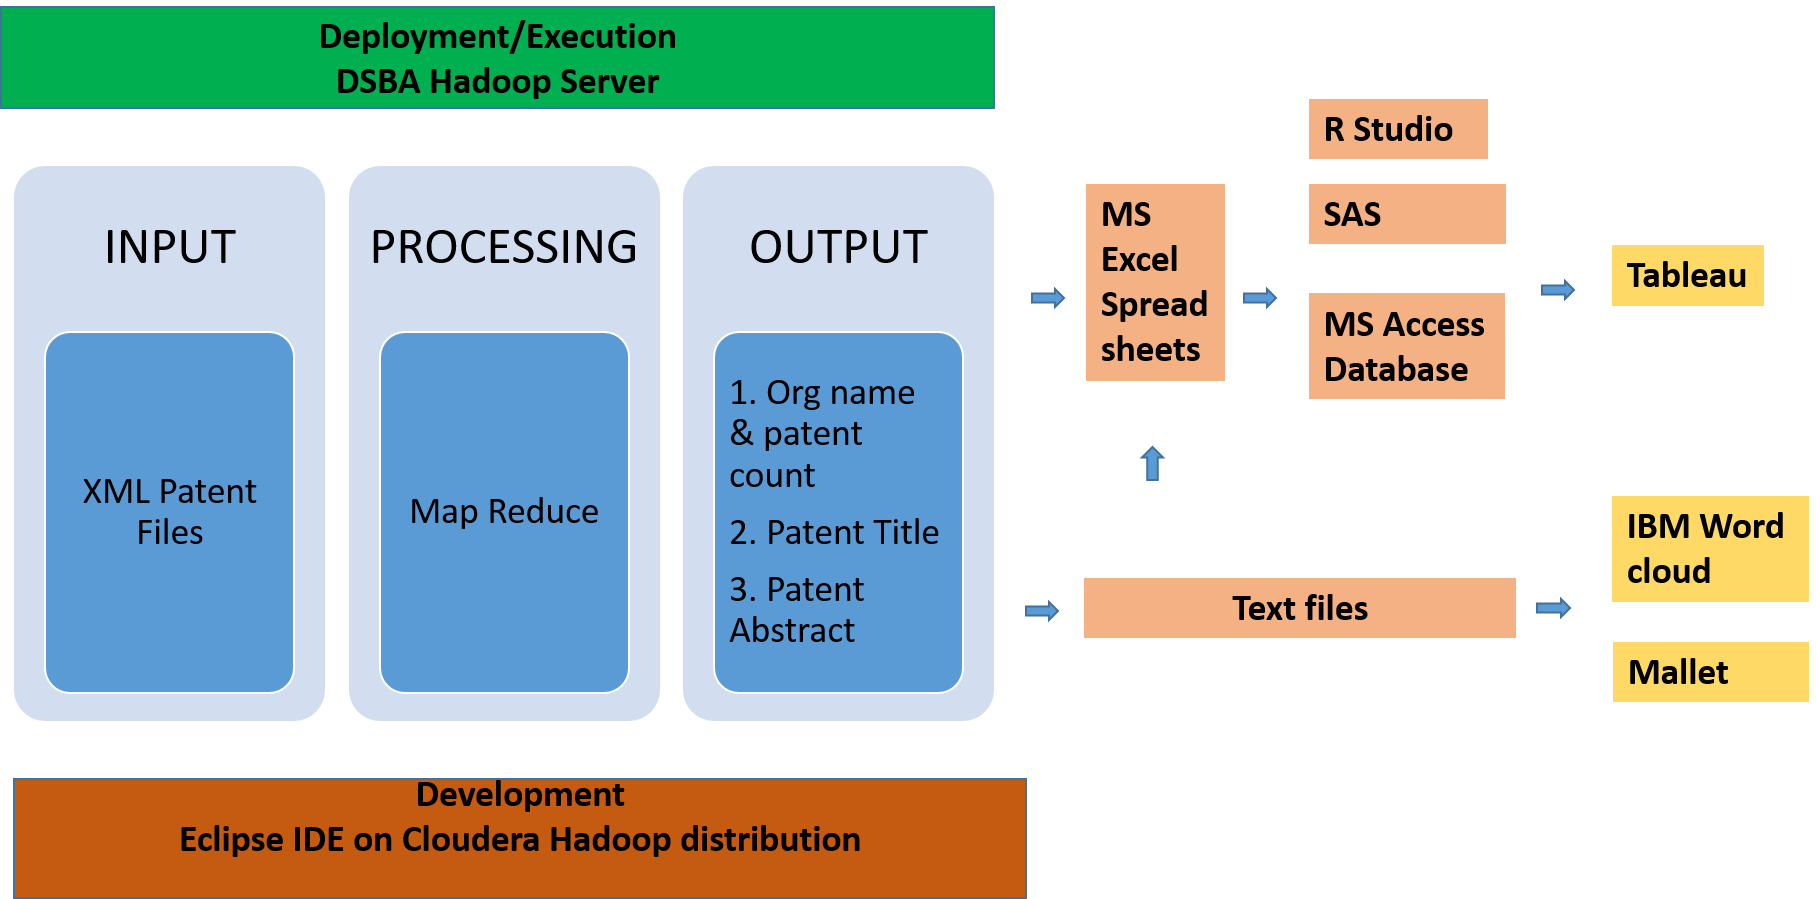 Deployment/Execution
DSBA Hadoop Server
INPUT
XML Patent
Files
PROCESSING
Map Reduce
OUTPUT
1. Org name
& patent
count
2. Patent Title
3. Patent
Abstract
MS
Excel
Spread
sheets
R Studio
SAS
MS Access
Database
Tableau
Text files
IBM Word
cloud
Mallet
Development
Eclipse IDE on Cloudera Hadoop distribution